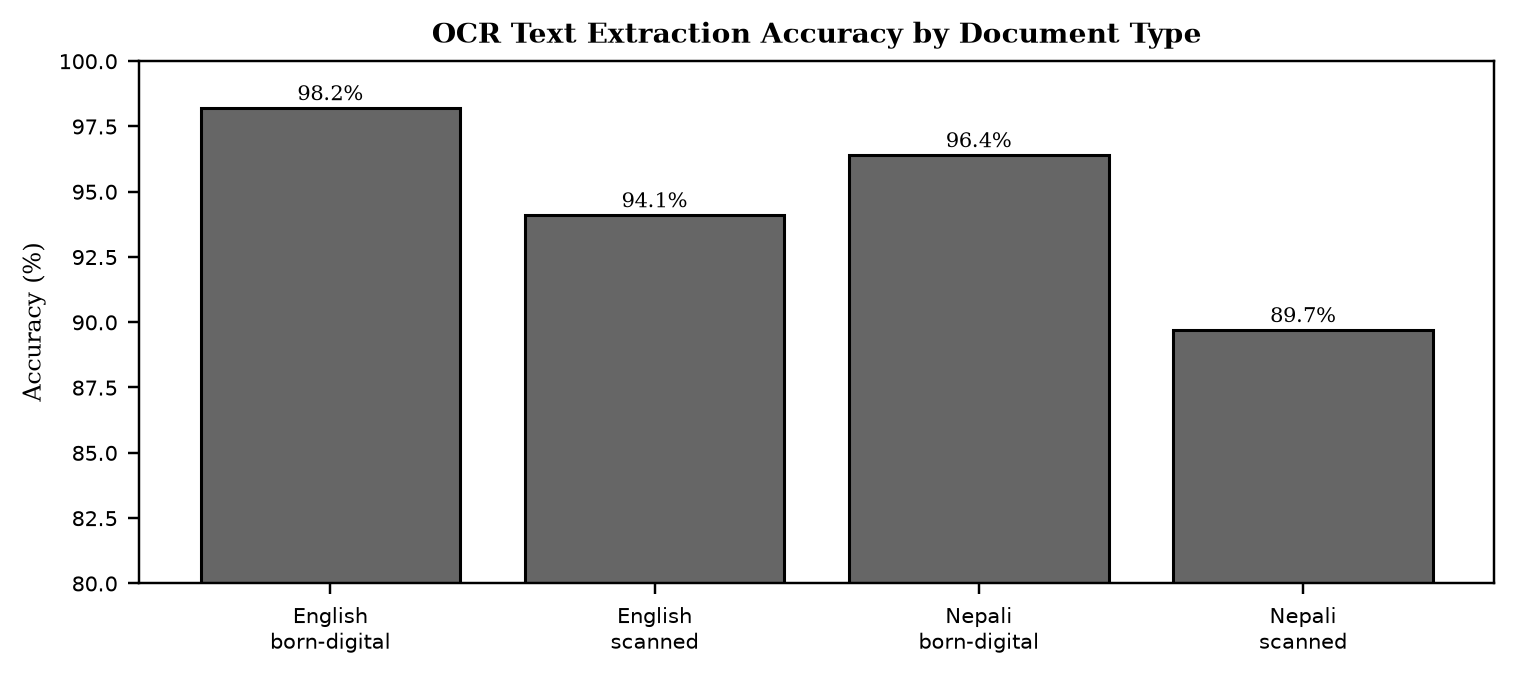 OCR Text Extraction Accuracy by Document Type
Accuracy (%)
100.0
97.5
95.0
92.5
90.0
87.5
85.0
82.5
80.0
98.2%
94.1%
96.4%
89.7%
English
born-digital
English
scanned
Nepali
born-digital
Nepali
scanned